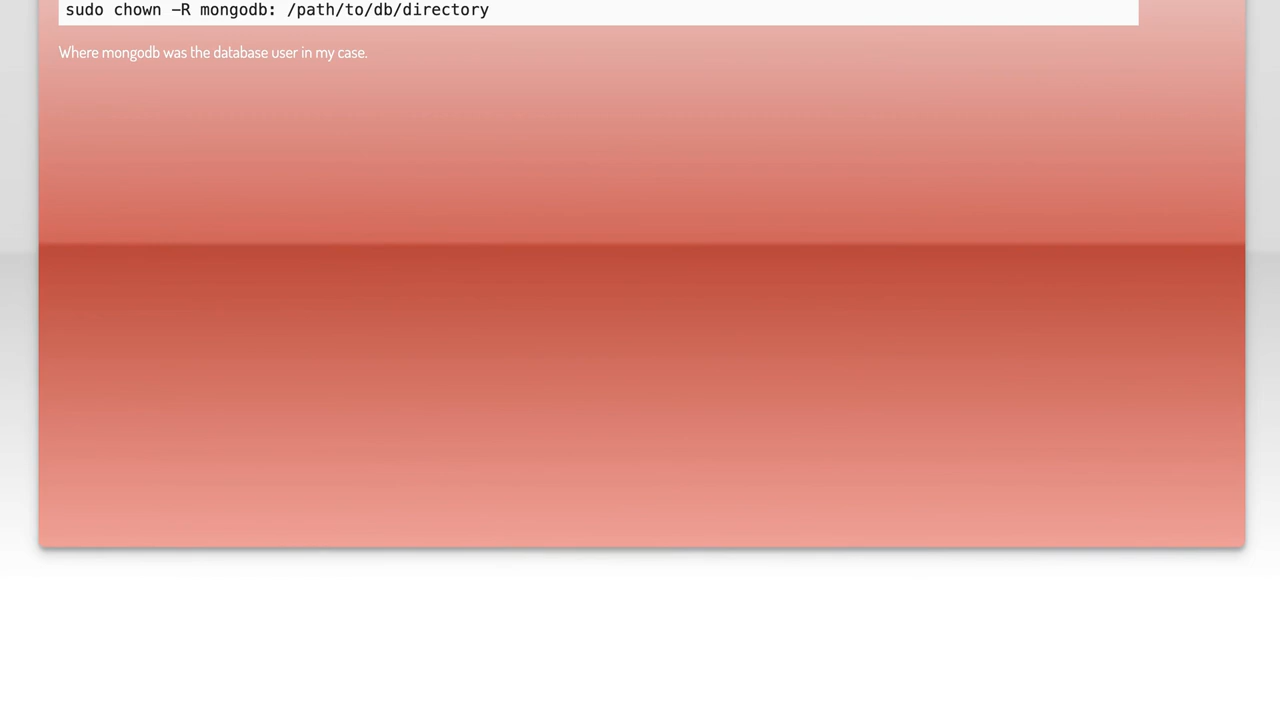 sudo chown –R mongodb: /path/to/db/directory
Where mongodb was the database user in my case.